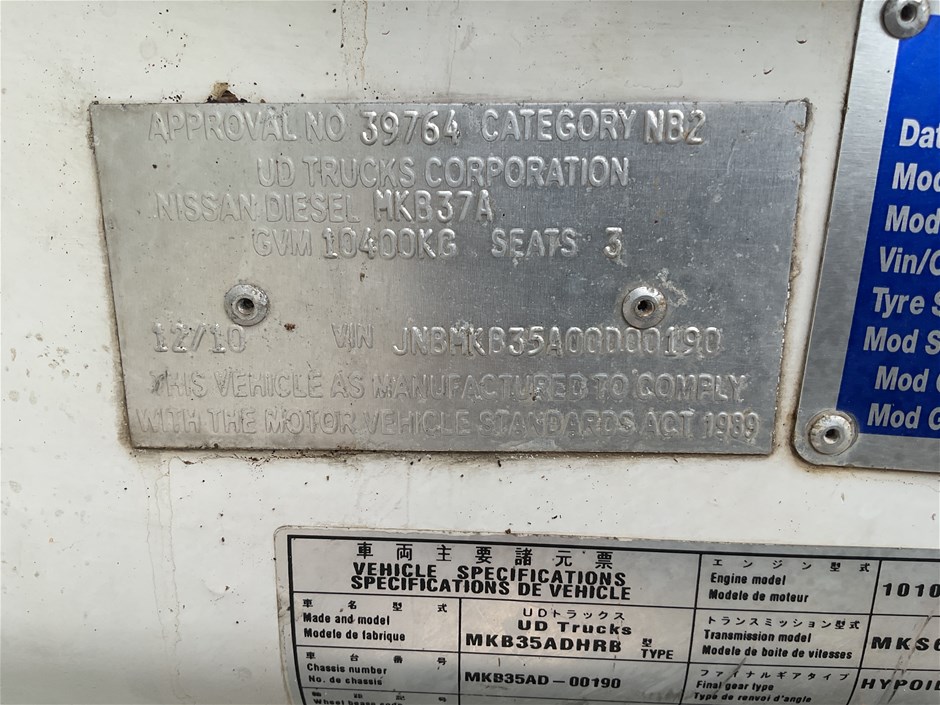 APPROVAL NO 39764 CATEGORY NB2
UD TRUCKS CORPORATION
NISSAN DIESEL MKB37A
GVM 10400KG SEATS 3
12/10 VIN JNBMKB35A00D00190
THIS VEHICLE AS MANUFACTURED TO COMPLY
WITH THE MOTOR VEHICLE STANDARDS ACT 1989
Dat
Mod
Mod
Vin/C
Tyre S
Mod S
Mod
Mod G
車両主要諸元票
VEHICLE SPECIFICATIONS
SPECIFICATIONS DE VEHICLE
車名型式
Made and model
Modele de fabrique
UDトラックス
UD Trucks
MKB35ADHRB 型 TYPE
車台番号
Chassis number
No. de chassis
MKB35AD-00190
Wheel base code
エンジン型式
Engine model
Modele de moteur
1010
トランスミッション型式
Transmission model
Modele de boite de vitesses
MKS
ファイナルギアタイプ
Final gear type
Type de renvoi d'angle
HYPOID